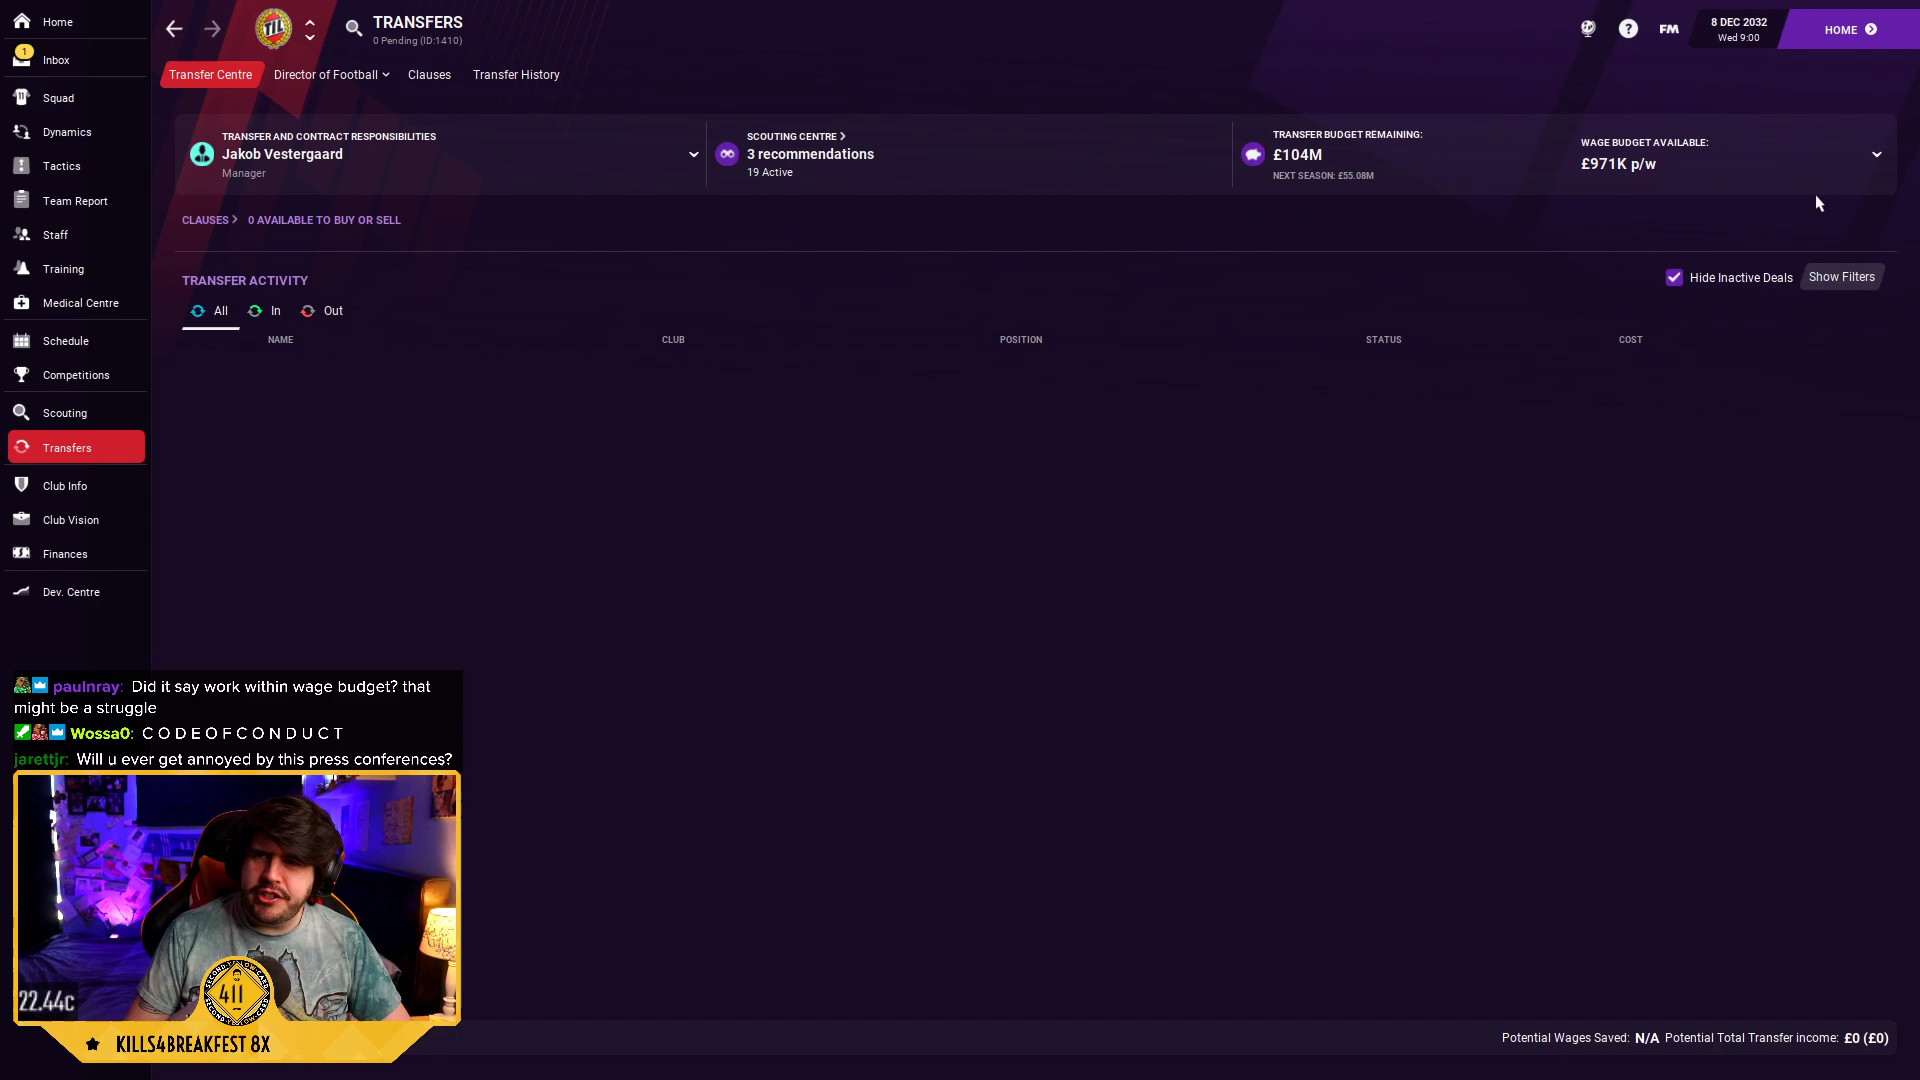 Home
1
Inbox
Squad
Dynamics
Tactics
Team Report
Staff
Training
Medical Centre
Schedule
Competitions
Scouting
Transfers
Club Info
Club Vision
Finances
Dev. Centre
TIL
TRANSFERS
0 Pending (ID:1410)
FM
8 DEC 2032
Wed 9:00
HOME
Transfer Centre
Director of Football
Clauses
Transfer History
TRANSFER AND CONTRACT RESPONSIBILITIES
Jakob Vestergaard
Manager
SCOUTING CENTRE
3 recommendations
19 Active
TRANSFER BUDGET REMAINING:
£104M
NEXT SEASON: £55.08M
WAGE BUDGET AVAILABLE:
£971K p/w
CLAUSES
0 AVAILABLE TO BUY OR SELL
TRANSFER ACTIVITY
Hide Inactive Deals
Show Filters
All
In
Out
NAME
CLUB
POSITION
STATUS
COST
paulnray: Did it say work within wage budget? that
might be a struggle
Wossa0: C O D E O F C O N D U C T
jarettjr: Will u ever get annoyed by this press conferences?
SECOND YELLOW CARD
411
22.44c
KILLS4BREAKFEST 8X
Potential Wages Saved: N/A Potential Total Transfer income: £0 (£0)